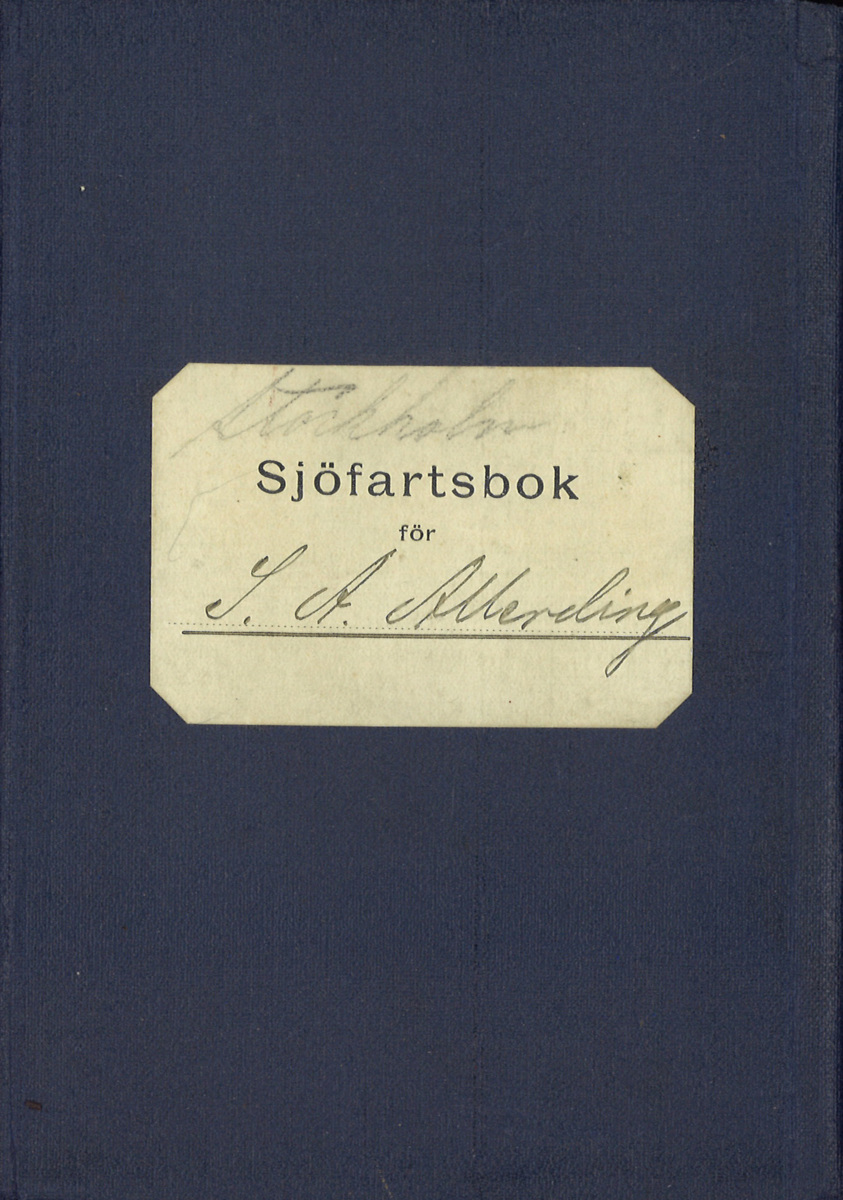 Stockholm
Sjöfartsbok
för
S. A. Allerding